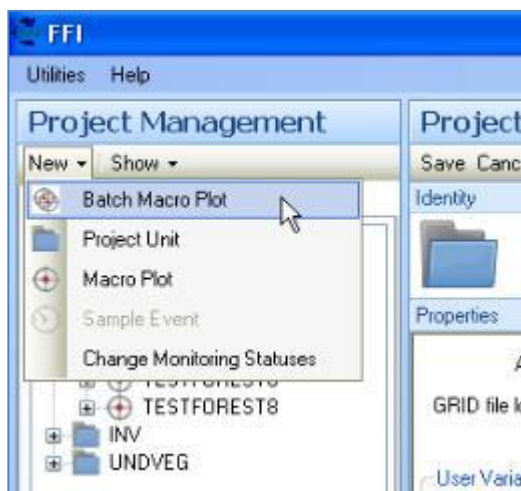 FFI
Utilities Help
Project Management
Project
New Show
Save Canc
Batch Macro Plot
Identity
Project Unit
Macro Plot
Sample Event
Properties
Change Monitoring Statuses
TESTFOREST8
GRID file l
INV
UNDVEG
User Varia